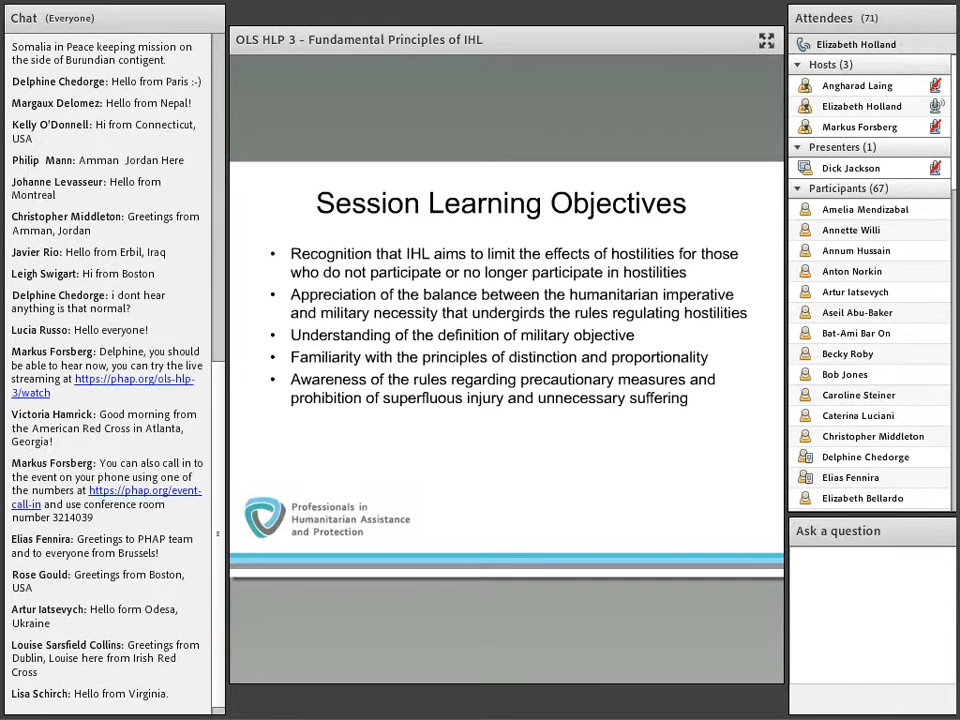 Chat (Everyone)
Somalia in Peace keeping mission on
the side of Burundian contigent.
Delphine Chedorge: Hello from Paris :-)
Margaux Delomez: Hello from Nepal!
Kelly O'Donnell: Hi from Connecticut,
USA
Philip Mann: Amman Jordan Here
Johanne Levasseur: Hello from
Montreal
Christopher Middleton: Greetings from
Amman, Jordan
Javier Rio: Hello from Erbil, Iraq
Leigh Swigart: Hi from Boston
Delphine Chedorge: i dont hear
anything is that normal?
Lucia Russo: Hello everyone!
Markus Forsberg: Delphine, you should
be able to hear now, you can try the live
streaming at https://phap.org/ols-hlp-
3/watch
Victoria Hamrick: Good morning from
the American Red Cross in Atlanta,
Georgia!
Markus Forsberg: You can also call in to
the event on your phone using one of
the numbers at https://phap.org/event-
call-in and use conference room
number 3214039
Elias Fennira: Greetings to PHAP team
and to everyone from Brussels!
Rose Gould: Greetings from Boston,
USA
Artur Iatsevych: Hello form Odesa,
Ukraine
Louise Sarsfield Collins: Greetings from
Dublin, Louise here from Irish Red
Cross
Lisa Schirch: Hello from Virginia.
OLS HLP 3 - Fundamental Principles of IHL
Session Learning Objectives
• Recognition that IHL aims to limit the effects of hostilities for those
who do not participate or no longer participate in hostilities
• Appreciation of the balance between the humanitarian imperative
and military necessity that undergirds the rules regulating hostilities
• Understanding of the definition of military objective
• Familiarity with the principles of distinction and proportionality
• Awareness of the rules regarding precautionary measures and
prohibition of superfluous injury and unnecessary suffering
Professionals in
Humanitarian Assistance
and Protection
Attendees (71)
Elizabeth Holland
Hosts (3)
Angharad Laing
Elizabeth Holland
Markus Forsberg
Presenters (1)
Dick Jackson
Participants (67)
Amelia Mendizabal
Annette Willi
Annum Hussain
Anton Norkin
Artur Iatsevych
Aseil Abu-Baker
Bat-Ami Bar On
Becky Roby
Bob Jones
Caroline Steiner
Caterina Luciani
Christopher Middleton
Delphine Chedorge
Elias Fennira
Elizabeth Bellardo
Ask a question